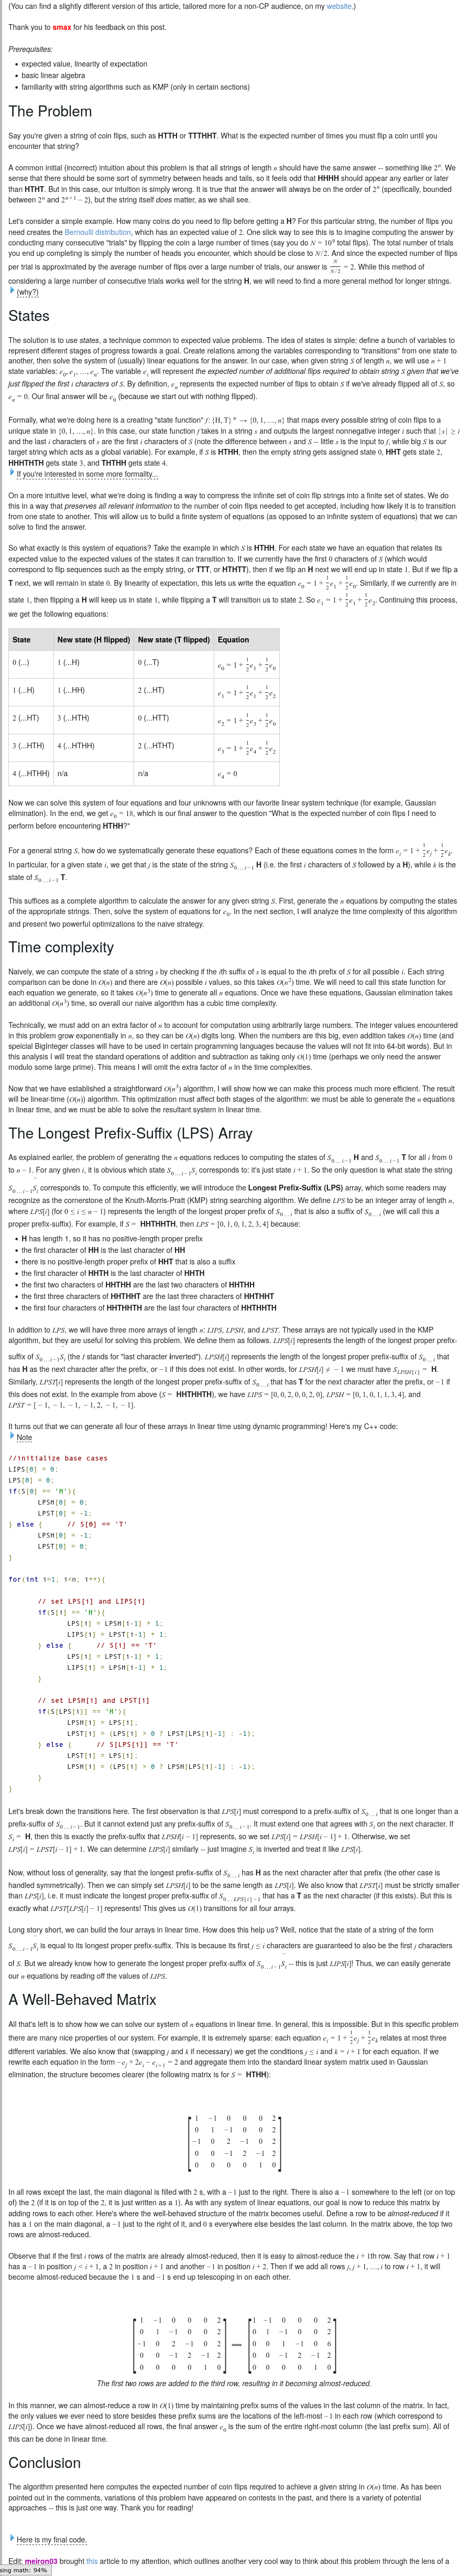 (You can find a slightly different version of this article, tailored more for a non-CP audience, on my website.)
Thank you to smax for his feedback on this post.
Prerequisites:
• expected value, linearity of expectation
• basic linear algebra
• familiarity with string algorithms such as KMP (only in certain sections)
The Problem
Say you're given a string of coin flips, such as HTTH or TTTHHT. What is the expected number of times you must flip a coin until you
encounter that string?
A common initial (incorrect) intuition about this problem is that all strings of length n should have the same answer -- something like 2^n. We
sense that there should be some sort of symmetry between heads and tails, so it feels odd that HHHH should appear any earlier or later
than HTHT. But in this case, our intuition is simply wrong. It is true that the answer will always be on the order of 2^n (specifically, bounded
between 2^n and 2^{n+1} − 2), but the string itself does matter, as we shall see.
Let's consider a simple example. How many coins do you need to flip before getting a H? For this particular string, the number of flips you
need creates the Bernoulli distribution, which has an expected value of 2. One slick way to see this is to imagine computing the answer by
conducting many consecutive "trials" by flipping the coin a large number of times (say you do N = 10^9 total flips). The total number of trials
you end up completing is simply the number of heads you encounter, which should be close to N/2. And since the expected number of flips
per trial is approximated by the average number of flips over a large number of trials, our answer is N/(N/2) = 2. While this method of
considering a large number of consecutive trials works well for the string H, we will need to find a more general method for longer strings.
(why?)
States
The solution is to use states, a technique common to expected value problems. The idea of states is simple: define a number of variables to
represent different stages of progress towards a goal. Create relations among the variables corresponding to "transitions" from one state to
another, then solve the system of (usually) linear equations for the answer. In our case, when given string S of length n, we will use n + 1
state variables: e_0, e_1, …, e_n. The variable e_i will represent the expected number of additional flips required to obtain string S given that we've
just flipped the first i characters of S. By definition, e_n represents the expected number of flips to obtain S if we've already flipped all of S, so
e_n = 0. Our final answer will be e_0 (because we start out with nothing flipped).
Formally, what we're doing here is creating a "state function" f: {H, T}* → {0, 1, …, n} that maps every possible string of coin flips to a
unique state in {0, 1, …, n}. In this case, our state function f takes in a string s and outputs the largest nonnegative integer i such that |s| ≥ i
and the last i characters of s are the first i characters of S (note the difference between s and S -- little s is the input to f, while big S is our
target string which acts as a global variable). For example, if S is HTHH, then the empty string gets assigned state 0, HHT gets state 2,
HHHTHTH gets state 3, and THTHH gets state 4.
If you're interested in some more formality...
On a more intuitive level, what we're doing is finding a way to compress the infinite set of coin flip strings into a finite set of states. We do
this in a way that preserves all relevant information to the number of coin flips needed to get accepted, including how likely it is to transition
from one state to another. This will allow us to build a finite system of equations (as opposed to an infinite system of equations) that we can
solve to find the answer.
So what exactly is this system of equations? Take the example in which S is HTHH. For each state we have an equation that relates its
expected value to the expected values of the states it can transition to. If we currently have the first 0 characters of S (which would
correspond to flip sequences such as the empty string, or TTT, or HTHTT), then if we flip an H next we will end up in state 1. But if we flip a
T next, we will remain in state 0. By linearity of expectation, this lets us write the equation e_0 = 1 + 1/2 e_1 + 1/2 e_0. Similarly, if we currently are in
state 1, then flipping a H will keep us in state 1, while flipping a T will transition us to state 2. So e_1 = 1 + 1/2 e_1 + 1/2 e_2. Continuing this process,
we get the following equations:
State New state (H flipped) New state (T flipped) Equation
0 (...) 1 (...H) 0 (...T) e_0 = 1 + 1/2 e_1 + 1/2 e_0
1 (...H) 1 (...HH) 2 (...HT) e_1 = 1 + 1/2 e_1 + 1/2 e_2
2 (...HT) 3 (...HTH) 0 (...HTT) e_2 = 1 + 1/2 e_3 + 1/2 e_0
3 (...HTH) 4 (...HTHH) 2 (...HTHT) e_3 = 1 + 1/2 e_4 + 1/2 e_2
4 (...HTHH) n/a n/a e_4 = 0
Now we can solve this system of four equations and four unknowns with our favorite linear system technique (for example, Gaussian
elimination). In the end, we get e_0 = 18, which is our final answer to the question "What is the expected number of coin flips I need to
perform before encountering HTHH?"
For a general string S, how do we systematically generate these equations? Each of these equations comes in the form e_i = 1 + 1/2 e_j + 1/2 e_k.
In particular, for a given state i, we get that j is the state of the string S_{0…i−1} H (i.e. the first i characters of S followed by a H), while k is the
state of S_{0…i−1} T.
This suffices as a complete algorithm to calculate the answer for any given string S. First, generate the n equations by computing the states
of the appropriate strings. Then, solve the system of equations for e_0. In the next section, I will analyze the time complexity of this algorithm
and present two powerful optimizations to the naive strategy.
Time complexity
Naively, we can compute the state of a string s by checking if the ith suffix of s is equal to the ith prefix of S for all possible i. Each string
comparison can be done in O(n) and there are O(n) possible i values, so this takes O(n^2) time. We will need to call this state function for
each equation we generate, so it takes O(n^3) time to generate all n equations. Once we have these equations, Gaussian elimination takes
an additional O(n^3) time, so overall our naive algorithm has a cubic time complexity.
Technically, we must add on an extra factor of n to account for computation using arbitrarily large numbers. The integer values encountered
in this problem grow exponentially in n, so they can be O(n) digits long. When the numbers are this big, even addition takes O(n) time (and
special BigInteger classes will have to be used in certain programming languages because the values will not fit into 64-bit words). But in
this analysis I will treat the standard operations of addition and subtraction as taking only O(1) time (perhaps we only need the answer
modulo some large prime). This means I will omit the extra factor of n in the time complexities.
Now that we have established a straightforward O(n^3) algorithm, I will show how we can make this process much more efficient. The result
will be linear-time (O(n)) algorithm. This optimization must affect both stages of the algorithm: we must be able to generate the n equations
in linear time, and we must be able to solve the resultant system in linear time.
The Longest Prefix-Suffix (LPS) Array
As explained earlier, the problem of generating the n equations reduces to computing the states of S_{0…i−1} H and S_{0…i−1} T for all i from 0
to n − 1. For any given i, it is obvious which state S_{0…i−1}S_i corresponds to: it's just state i + 1. So the only question is what state the string
S_{0…i−1}S̄_i corresponds to. To compute this efficiently, we will introduce the Longest Prefix-Suffix (LPS) array, which some readers may
recognize as the cornerstone of the Knuth-Morris-Pratt (KMP) string searching algorithm. We define LPS to be an integer array of length n,
where LPS[i] (for 0 ≤ i ≤ n − 1) represents the length of the longest proper prefix of S_{0…i} that is also a suffix of S_{0…i} (we will call this a
proper prefix-suffix). For example, if S = HHTHHTH, then LPS = [0, 1, 0, 1, 2, 3, 4] because:
• H has length 1, so it has no positive-length proper prefix
• the first character of HH is the last character of HH
• there is no positive-length proper prefix of HHT that is also a suffix
• the first character of HHTH is the last character of HHTH
• the first two characters of HHTHH are the last two characters of HHTHH
• the first three characters of HHTHHT are the last three characters of HHTHHT
• the first four characters of HHTHHTH are the last four characters of HHTHHTH
In addition to LPS, we will have three more arrays of length n: LIPS, LPSH, and LPST. These arrays are not typically used in the KMP
algorithm, but they are useful for solving this problem. We define them as follows. LIPS[i] represents the length of the longest proper prefix-
suffix of S_{0…i−1}S̄_i (the I stands for "last character inverted"). LPSH[i] represents the length of the longest proper prefix-suffix of S_{0…i} that
has H as the next character after the prefix, or −1 if this does not exist. In other words, for LPSH[i] ≠ −1 we must have S_{LPSH[i]} = H.
Similarly, LPST[i] represents the length of the longest proper prefix-suffix of S_{0…i} that has T for the next character after the prefix, or −1 if
this does not exist. In the example from above (S = HHTHHTH), we have LIPS = [0, 0, 2, 0, 0, 2, 0], LPSH = [0, 1, 0, 1, 1, 3, 4], and
LPST = [ − 1, − 1, − 1, − 1, 2, − 1, − 1].
It turns out that we can generate all four of these arrays in linear time using dynamic programming! Here's my C++ code:
Note
//initialize base cases
LIPS[0] = 0;
LPS[0] = 0;
if(S[0] == 'H'){
LPSH[0] = 0;
LPST[0] = -1;
} else { // S[0] == 'T'
LPSH[0] = -1;
LPST[0] = 0;
}
for(int i=1; i<n; i++){
// set LPS[i] and LIPS[i]
if(S[i] == 'H'){
LPS[i] = LPSH[i-1] + 1;
LIPS[i] = LPST[i-1] + 1;
} else { // S[i] == 'T'
LPS[i] = LPST[i-1] + 1;
LIPS[i] = LPSH[i-1] + 1;
}
// set LPSH[i] and LPST[i]
if(S[LPS[i]] == 'H'){
LPSH[i] = LPS[i];
LPST[i] = (LPS[i] > 0 ? LPST[LPS[i]-1] : -1);
} else { // S[LPS[i]] == 'T'
LPST[i] = LPS[i];
LPSH[i] = (LPS[i] > 0 ? LPSH[LPS[i]-1] : -1);
}
}
Let's break down the transitions here. The first observation is that LPS[i] must correspond to a prefix-suffix of S_{0…i} that is one longer than a
prefix-suffix of S_{0…i−1}. But it cannot extend just any prefix-suffix of S_{0…i−1}. It must extend one that agrees with S_i on the next character. If
S_i = H, then this is exactly the prefix-suffix that LPSH[i − 1] represents, so we set LPS[i] = LPSH[i − 1] + 1. Otherwise, we set
LPS[i] = LPST[i − 1] + 1. We can determine LIPS[i] similarly -- just imagine S_i is inverted and treat it like LPS[i].
Now, without loss of generality, say that the longest prefix-suffix of S_{0…i} has H as the next character after that prefix (the other case is
handled symmetrically). Then we can simply set LPSH[i] to be the same length as LPS[i]. We also know that LPST[i] must be strictly smaller
than LPS[i], i.e. it must indicate the longest proper prefix-suffix of S_{0…LPS[i]−1} that has a T as the next character (if this exists). But this is
exactly what LPST[LPS[i] − 1] represents! This gives us O(1) transitions for all four arrays.
Long story short, we can build the four arrays in linear time. How does this help us? Well, notice that the state of a string of the form
S_{0…i−1}S̄_i is equal to its longest proper prefix-suffix. This is because its first j ≤ i characters are guaranteed to also be the first j characters
of S. But we already know how to generate the longest proper prefix-suffix of S_{0…i−1}S̄_i -- this is just LIPS[i]! Thus, we can easily generate
our n equations by reading off the values of LIPS.
A Well-Behaved Matrix
All that's left is to show how we can solve our system of n equations in linear time. In general, this is impossible. But in this specific problem
there are many nice properties of our system. For example, it is extremely sparse: each equation e_i = 1 + 1/2 e_j + 1/2 e_k relates at most three
different variables. We also know that (swapping j and k if necessary) we get the conditions j ≤ i and k = i + 1 for each equation. If we
rewrite each equation in the form −e_j + 2e_i − e_{i+1} = 2 and aggregate them into the standard linear system matrix used in Gaussian
elimination, the structure becomes clearer (the following matrix is for S = HTHH):
1 −1 0 0 0 2
0 1 −1 0 0 2
−1 0 2 −1 0 2
0 0 −1 2 −1 2
0 0 0 0 1 0
In all rows except the last, the main diagonal is filled with 2 s, with a −1 just to the right. There is also a −1 somewhere to the left (or on top
of) the 2 (if it is on top of the 2, it is just written as a 1). As with any system of linear equations, our goal is now to reduce this matrix by
adding rows to each other. Here's where the well-behaved structure of the matrix becomes useful. Define a row to be almost-reduced if it
has a 1 on the main diagonal, a −1 just to the right of it, and 0 s everywhere else besides the last column. In the matrix above, the top two
rows are almost-reduced.
Observe that if the first i rows of the matrix are already almost-reduced, then it is easy to almost-reduce the i + 1th row. Say that row i + 1
has a −1 in position j < i + 1, a 2 in position i + 1 and another −1 in position i + 2. Then if we add all rows j, j + 1, …, i to row i + 1, it will
become almost-reduced because the 1 s and −1 s end up telescoping in on each other.
1 −1 0 0 0 2 1 −1 0 0 0 2
0 1 −1 0 0 2 0 1 −1 0 0 2
−1 0 2 −1 0 2 ⟹ 0 0 1 −1 0 6
0 0 −1 2 −1 2 0 0 −1 2 −1 2
0 0 0 0 1 0 0 0 0 0 1 0
The first two rows are added to the third row, resulting in it becoming almost-reduced.
In this manner, we can almost-reduce a row in O(1) time by maintaining prefix sums of the values in the last column of the matrix. In fact,
the only values we ever need to store besides these prefix sums are the locations of the left-most −1 in each row (which correspond to
LIPS[i]). Once we have almost-reduced all rows, the final answer e_0 is the sum of the entire right-most column (the last prefix sum). All of
this can be done in linear time.
Conclusion
The algorithm presented here computes the expected number of coin flips required to achieve a given string in O(n) time. As has been
pointed out in the comments, variations of this problem have appeared on contests in the past, and there is a variety of potential
approaches -- this is just one way. Thank you for reading!
Here is my final code.
Edit: meiron03 brought this article to my attention, which outlines another very cool way to think about this problem through the lens of a
sing math: 94%